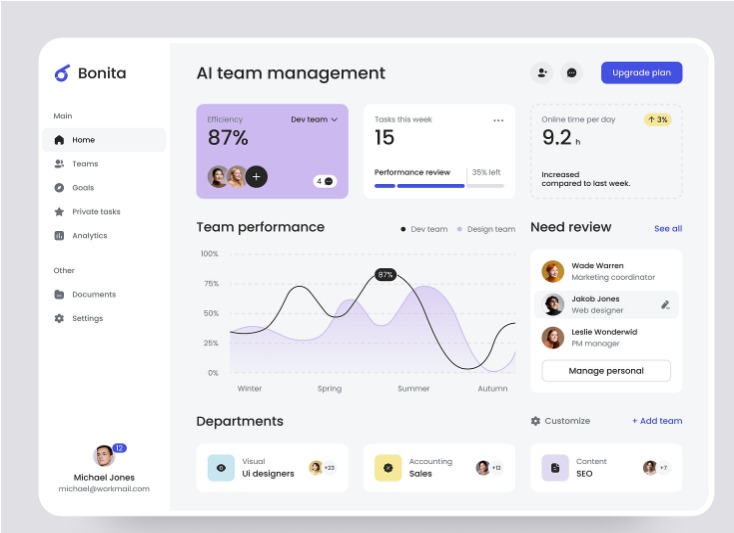 Bonita
Main
Home
Teams
Goals
Private tasks
Analytics
Other
Documents
Settings
12
Michael Jones
michael@workmail.com
AI team management
Upgrade plan
Efficiency
Dev team
87%
+
4
Tasks this week
15
Performance review
35% left
Online time per day
↑ 3%
9.2 h
Increased
compared to last week.
Team performance
Dev team
Design team
100%
75%
50%
25%
0%
87%
Winter
Spring
Summer
Autumn
Need review
See all
Wade Warren
Marketing coordinator
Jakob Jones
Web designer
Leslie Wonderwid
PM manager
Manage personal
Departments
Customize
+ Add team
Visual
Ui designers
+23
Accounting
Sales
+12
Content
SEO
+7